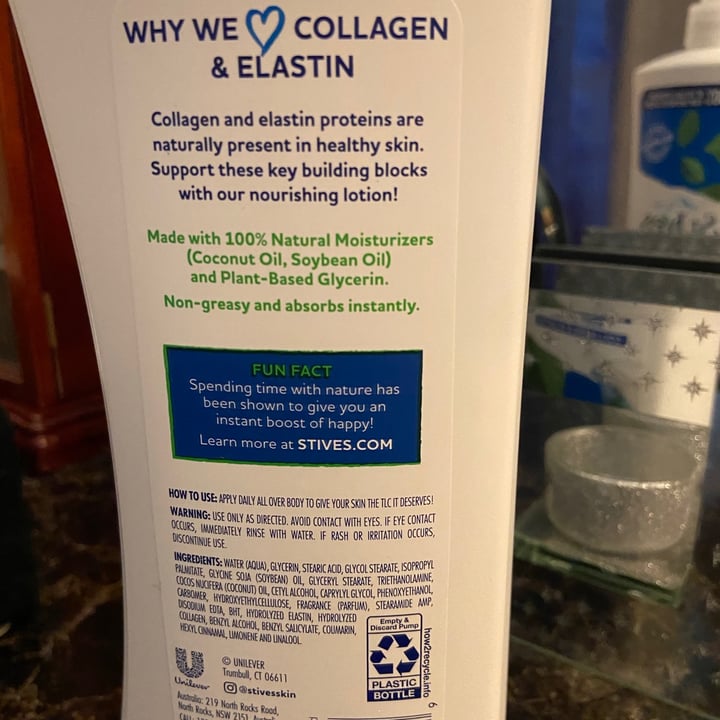 WHY WE COLLAGEN
& ELASTIN
Collagen and elastin proteins are
naturally present in healthy skin.
Support these key building blocks
with our nourishing lotion!
Made with 100% Natural Moisturizers
(Coconut Oil, Soybean Oil)
and Plant-Based Glycerin.
Non-greasy and absorbs instantly.
FUN FACT
Spending time with nature has
been shown to give you an
instant boost of happy!
Learn more at STIVES.COM
HOW TO USE: APPLY DAILY ALL OVER BODY TO GIVE YOUR SKIN THE TLC IT DESERVES!
WARNING: USE ONLY AS DIRECTED. AVOID CONTACT WITH EYES. IF EYE CONTACT
OCCURS, IMMEDIATELY RINSE WITH WATER. IF RASH OR IRRITATION OCCURS,
DISCONTINUE USE.
INGREDIENTS: WATER (AQUA), GLYCERIN, STEARIC ACID, GLYCOL STEARATE, ISOPROPYL
PALMITATE, GLYCINE SOJA (SOYBEAN) OIL, GLYCERYL STEARATE, TRIETHANOLAMINE,
COCOS NUCIFERA (COCONUT) OIL, CETYL ALCOHOL, CAPRYLYL GLYCOL, PHENOXYETHANOL,
CARBOMER, HYDROXYETHYLCELLULOSE, FRAGRANCE (PARFUM), STEARAMIDE AMP,
DISODIUM EDTA, BHT, HYDROLYZED ELASTIN, HYDROLYZED
COLLAGEN, BENZYL ALCOHOL, BENZYL SALICYLATE, COUMARIN,
HEXYL CINNAMAL, LIMONENE AND LINALOOL.
Empty &
Discard Pump
PLASTIC
BOTTLE
how2recycle.info
Unilever
© UNILEVER
Trumbull, CT 06611
@stivesskin
Australia: 219 North Rocks Road,
North Rocks, NSW 2151